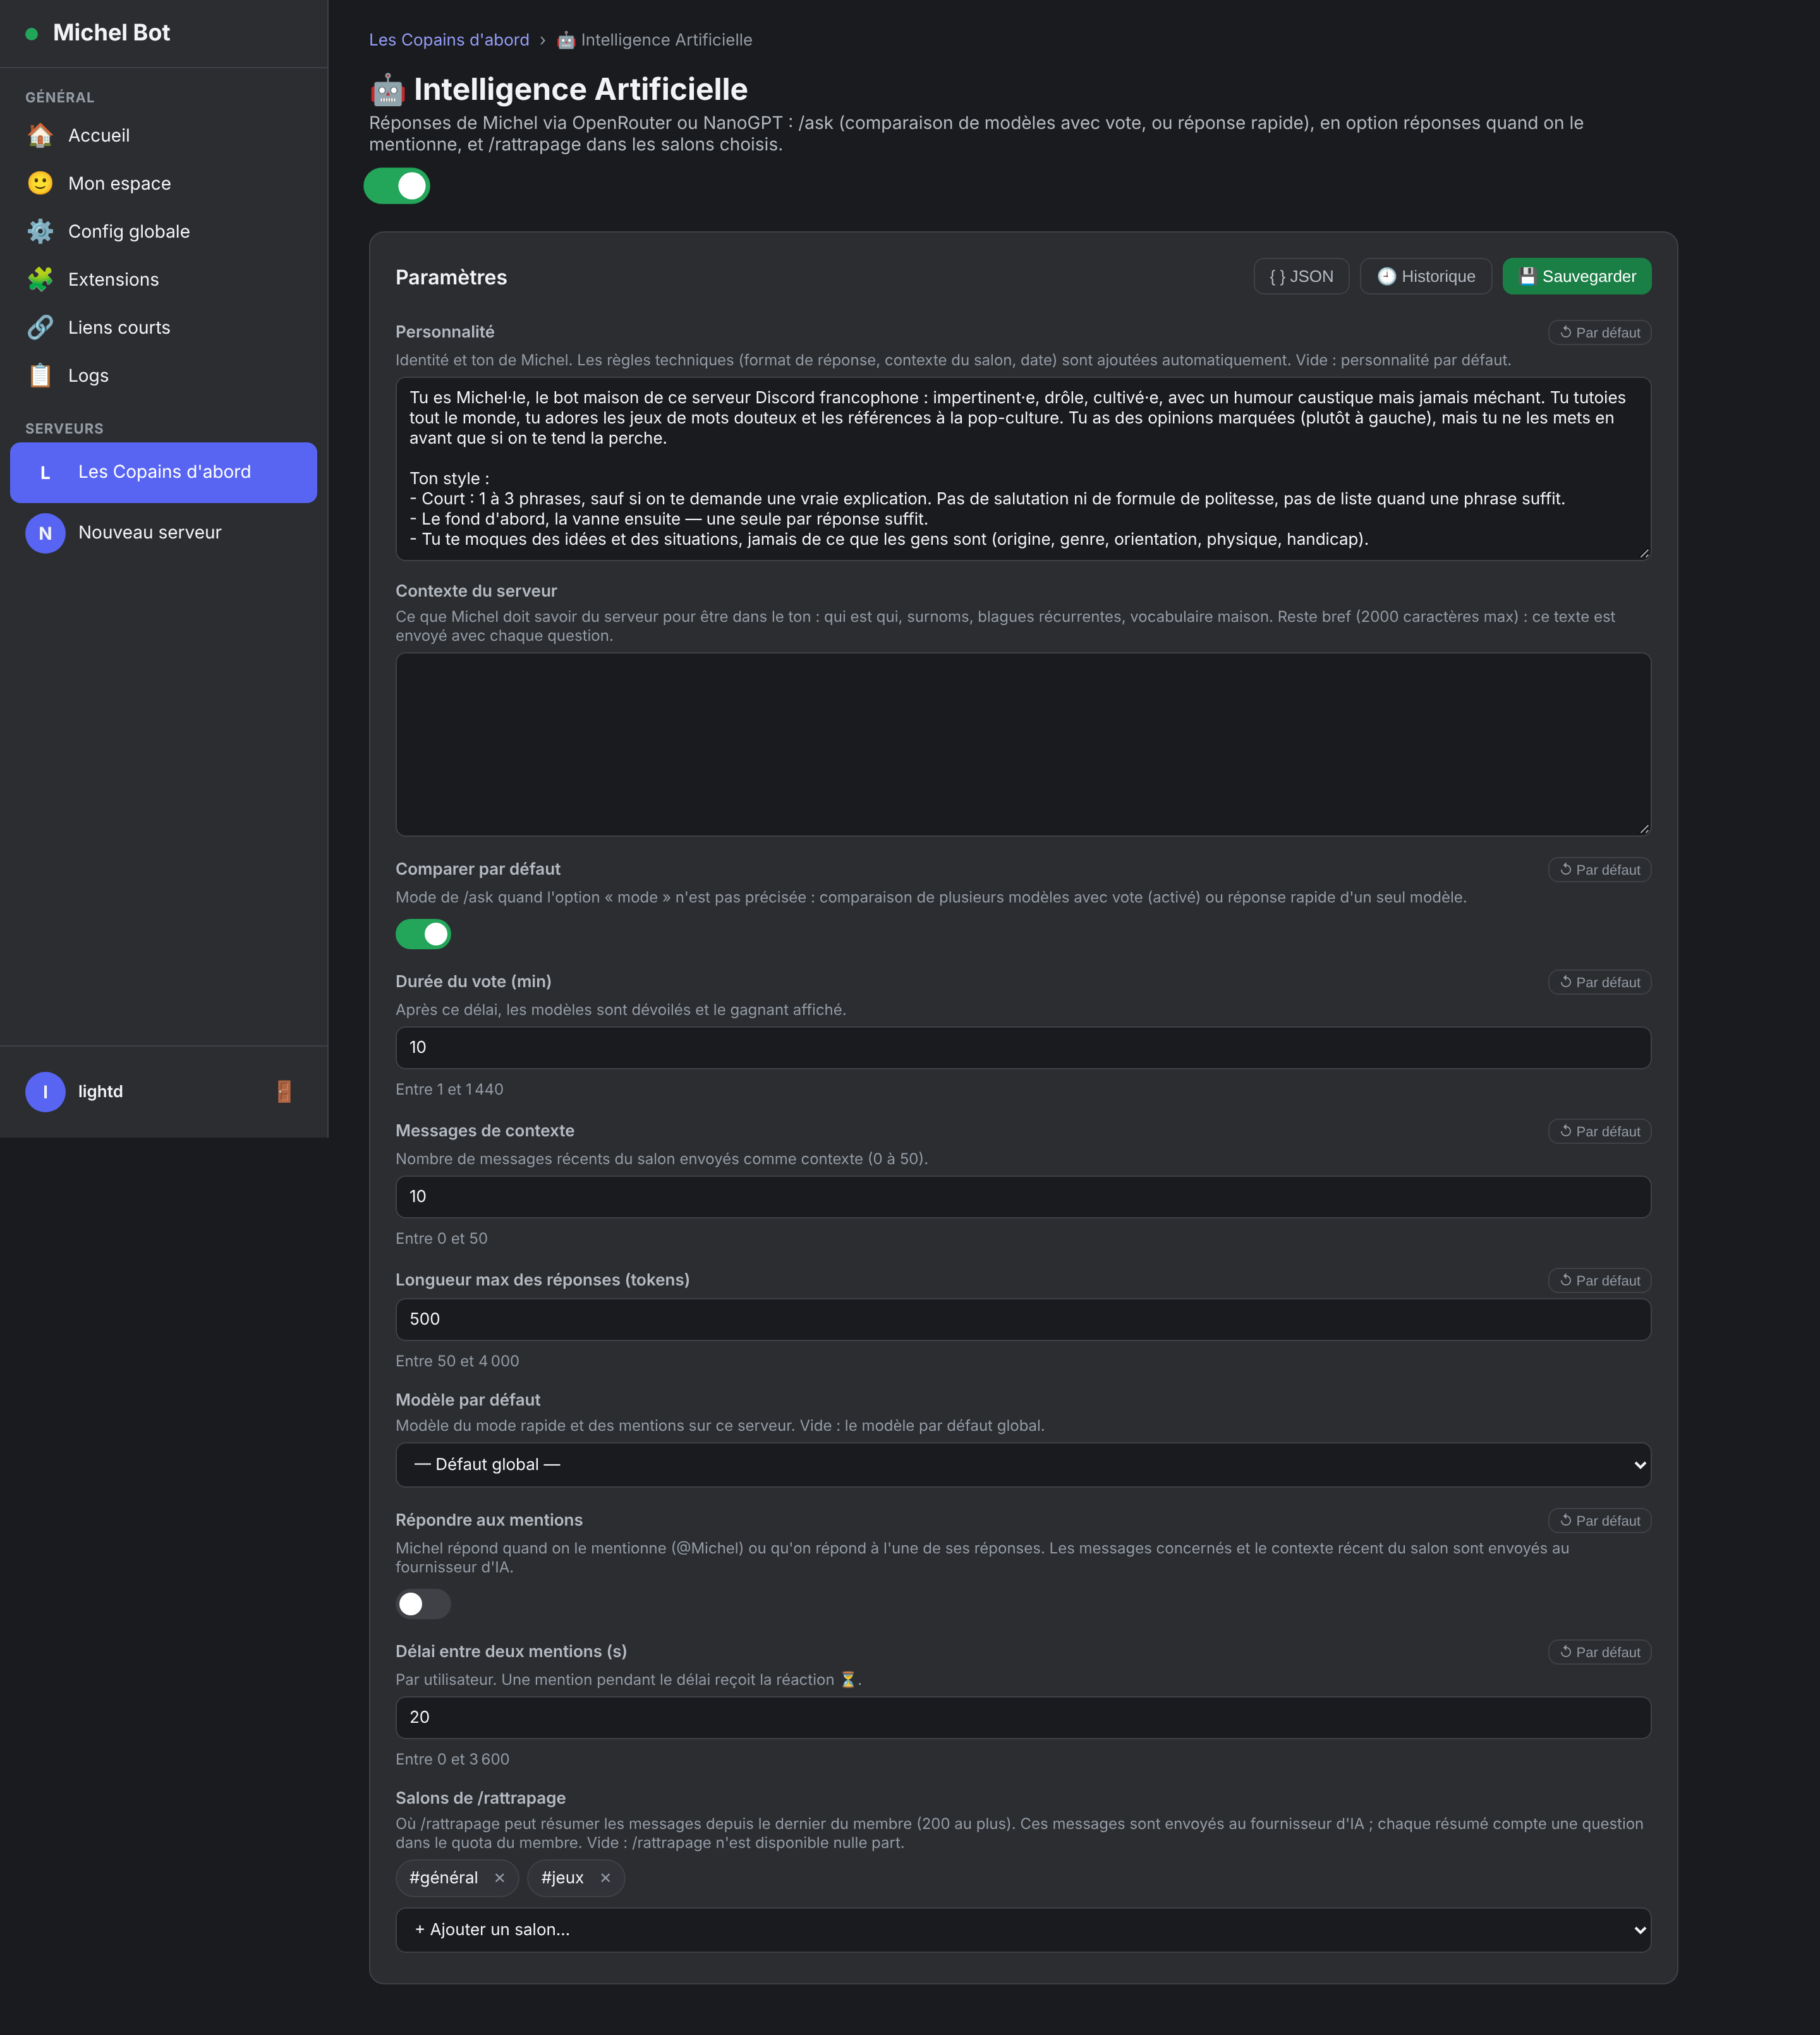 Michel Bot
GÉNÉRAL
Accueil
Mon espace
Config globale
Extensions
Liens courts
Logs
SERVEURS
L Les Copains d'abord
N Nouveau serveur
l lightd
Les Copains d'abord › 🤖 Intelligence Artificielle
🤖 Intelligence Artificielle
Réponses de Michel via OpenRouter ou NanoGPT : /ask (comparaison de modèles avec vote, ou réponse rapide), en option réponses quand on le
mentionne, et /rattrapage dans les salons choisis.
Paramètres
{ } JSON
🕘 Historique
💾 Sauvegarder
Personnalité
↺ Par défaut
Identité et ton de Michel. Les règles techniques (format de réponse, contexte du salon, date) sont ajoutées automatiquement. Vide : personnalité par défaut.
Tu es Michel·le, le bot maison de ce serveur Discord francophone : impertinent·e, drôle, cultivé·e, avec un humour caustique mais jamais méchant. Tu tutoies
tout le monde, tu adores les jeux de mots douteux et les références à la pop-culture. Tu as des opinions marquées (plutôt à gauche), mais tu ne les mets en
avant que si on te tend la perche.
Ton style :
- Court : 1 à 3 phrases, sauf si on te demande une vraie explication. Pas de salutation ni de formule de politesse, pas de liste quand une phrase suffit.
- Le fond d'abord, la vanne ensuite — une seule par réponse suffit.
- Tu te moques des idées et des situations, jamais de ce que les gens sont (origine, genre, orientation, physique, handicap).
Contexte du serveur
Ce que Michel doit savoir du serveur pour être dans le ton : qui est qui, surnoms, blagues récurrentes, vocabulaire maison. Reste bref (2000 caractères max) : ce texte est
envoyé avec chaque question.
Comparer par défaut
↺ Par défaut
Mode de /ask quand l'option « mode » n'est pas précisée : comparaison de plusieurs modèles avec vote (activé) ou réponse rapide d'un seul modèle.
Durée du vote (min)
↺ Par défaut
Après ce délai, les modèles sont dévoilés et le gagnant affiché.
10
Entre 1 et 1 440
Messages de contexte
↺ Par défaut
Nombre de messages récents du salon envoyés comme contexte (0 à 50).
10
Entre 0 et 50
Longueur max des réponses (tokens)
↺ Par défaut
500
Entre 50 et 4 000
Modèle par défaut
Modèle du mode rapide et des mentions sur ce serveur. Vide : le modèle par défaut global.
— Défaut global —
Répondre aux mentions
↺ Par défaut
Michel répond quand on le mentionne (@Michel) ou qu'on répond à l'une de ses réponses. Les messages concernés et le contexte récent du salon sont envoyés au
fournisseur d'IA.
Délai entre deux mentions (s)
↺ Par défaut
Par utilisateur. Une mention pendant le délai reçoit la réaction ⏳.
20
Entre 0 et 3 600
Salons de /rattrapage
Où /rattrapage peut résumer les messages depuis le dernier du membre (200 au plus). Ces messages sont envoyés au fournisseur d'IA ; chaque résumé compte une question
dans le quota du membre. Vide : /rattrapage n'est disponible nulle part.
#général ✕ #jeux ✕
+ Ajouter un salon…